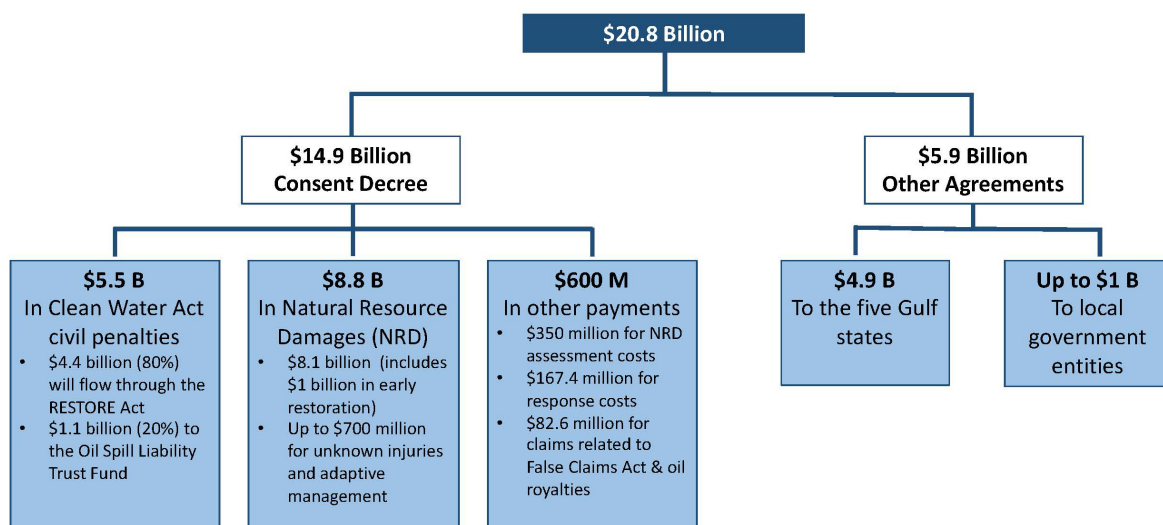 $20.8 Billion
$14.9 Billion
Consent Decree
$5.9 Billion
Other Agreements
$5.5 B
In Clean Water Act
civil penalties
• $4.4 billion (80%)
will flow through the
RESTORE Act
• $1.1 billion (20%) to
the Oil Spill Liability
Trust Fund
$8.8 B
In Natural Resource
Damages (NRD)
• $8.1 billion (includes
$1 billion in early
restoration)
• Up to $700 million
for unknown injuries
and adaptive
management
$600 M
In other payments
• $350 million for NRD
assessment costs
• $167.4 million for
response costs
• $82.6 million for
claims related to
False Claims Act & oil
royalties
$4.9 B
To the five Gulf
states
Up to $1 B
To local
government
entities